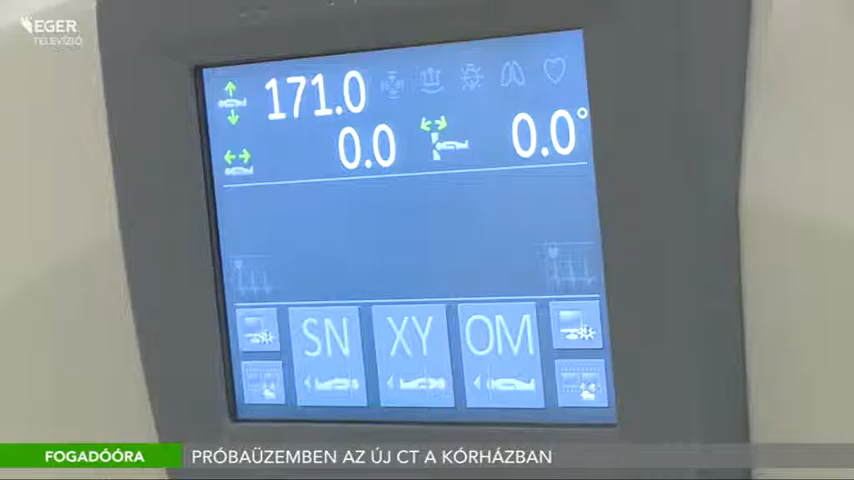 EGER
TELEVÍZIÓ
171.0
0.0
0.0°
SN
XY
OM
FOGADÓÓRA
PRÓBAÜZEMBEN AZ ÚJ CT A KÓRHÁZBAN